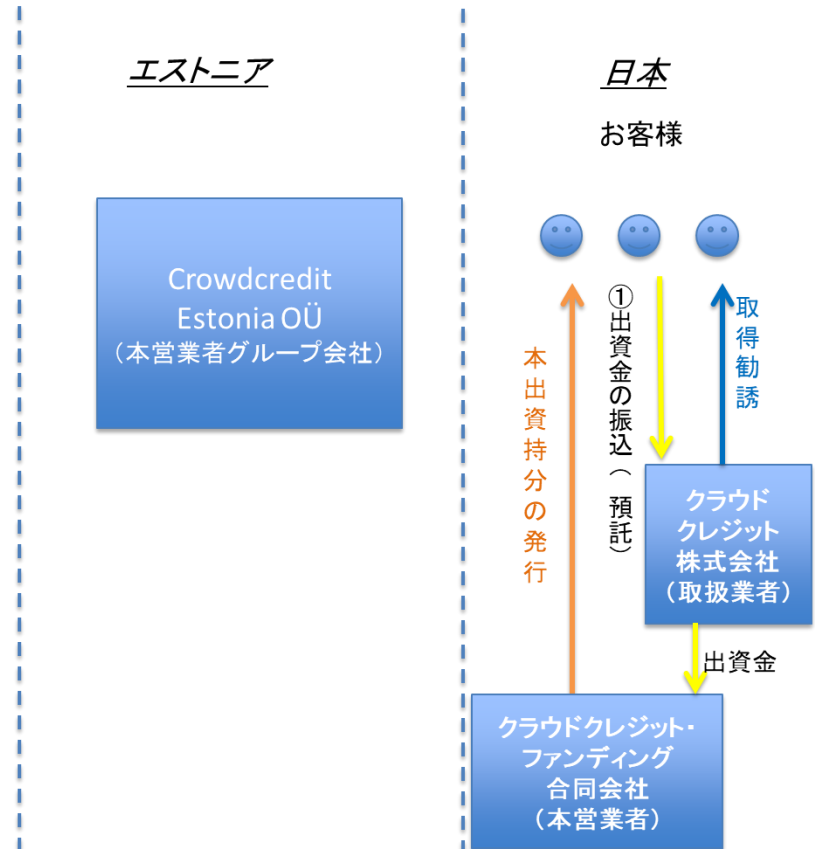 エストニア
日本
お客様
Crowdcredit
Estonia OÜ
（本営業者グループ会社）
本出資持分の発行
①出資金の振込（預託）
取得勧誘
クラウド
クレジット
株式会社
（取扱業者）
出資金
クラウドクレジット・
ファンディング
合同会社
（本営業者）